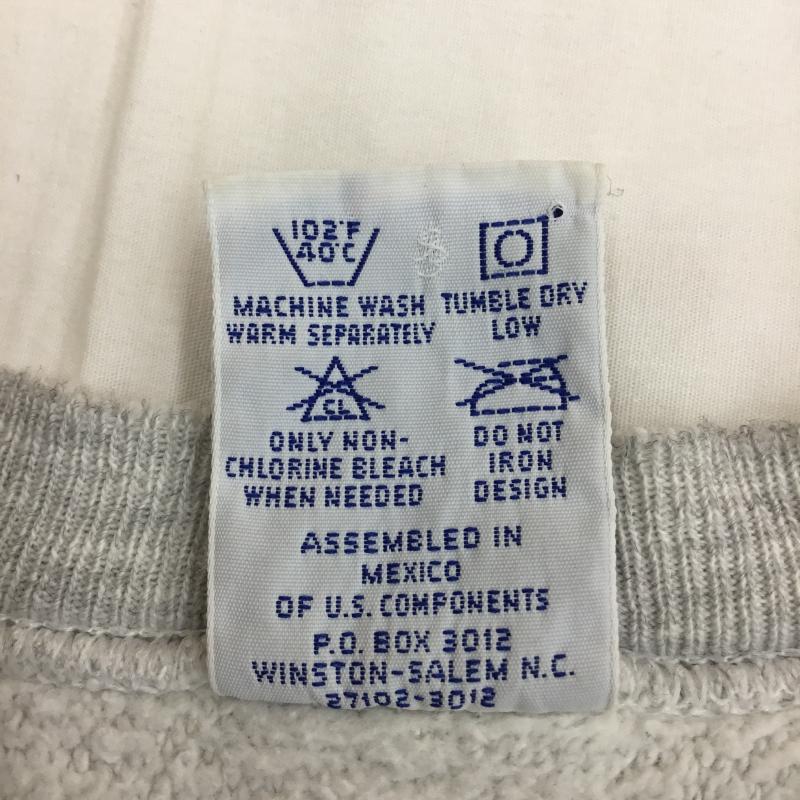 102°F
40°C
MACHINE WASH
WARM SEPARATELY
TUMBLE DRY
LOW
CL
ONLY NON-
CHLORINE BLEACH
WHEN NEEDED
DO NOT
IRON
DESIGN
ASSEMBLED IN
MEXICO
OF U.S. COMPONENTS
P.O. BOX 3012
WINSTON-SALEM N.C.
27102-3012